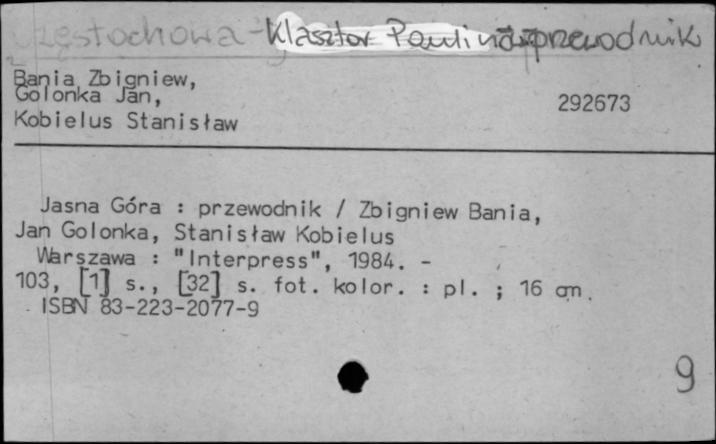 Częstochowa - Klasztor Paulinów przewodnik
Bania Zbigniew,
Golonka Jan,
292673
Kobielus Stanisław
Jasna Góra : przewodnik / Zbigniew Bania,
Jan Golonka, Stanisław Kobielus
Warszawa : "Interpress", 1984. -
103, [1] s., [32] s. fot. kolor. : pl. ; 16 cm.
ISBN 83-223-2077-9
9